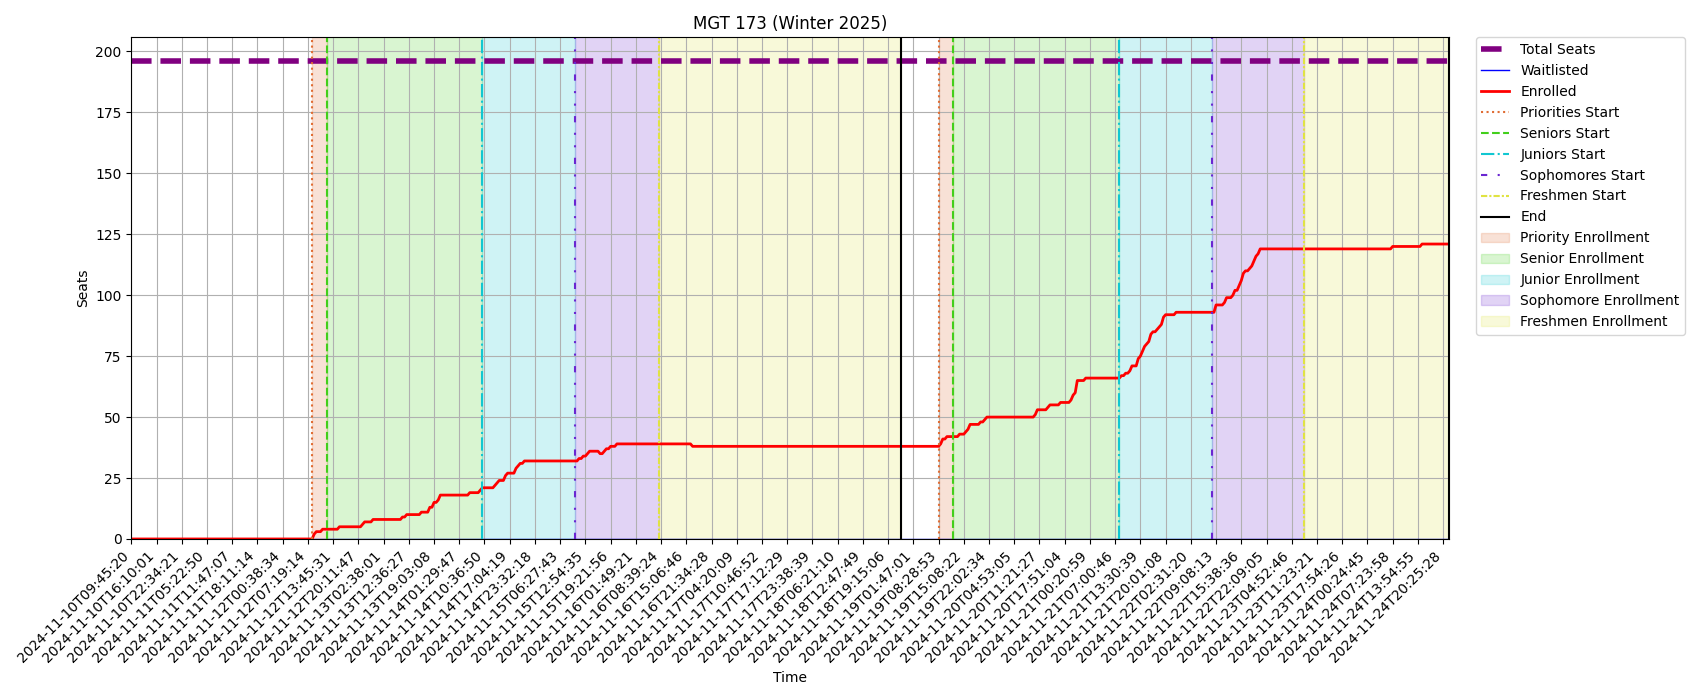 MGT 173 (Winter 2025)
200
175
150
125
100
75
50
25
0
Seats
2024-11-10T09:45:20
2024-11-10T16:10:01
2024-11-10T22:34:21
2024-11-11T05:22:50
2024-11-11T11:47:07
2024-11-11T18:11:14
2024-11-12T00:38:34
2024-11-12T07:19:14
2024-11-12T13:45:31
2024-11-12T20:11:47
2024-11-13T02:38:01
2024-11-13T12:36:27
2024-11-13T19:03:08
2024-11-14T01:29:47
2024-11-14T10:36:50
2024-11-14T17:04:19
2024-11-14T23:32:18
2024-11-15T06:27:43
2024-11-15T12:54:35
2024-11-15T19:21:56
2024-11-16T01:49:21
2024-11-16T08:39:24
2024-11-16T15:06:46
2024-11-16T21:34:28
2024-11-17T04:20:09
2024-11-17T10:46:52
2024-11-17T17:12:29
2024-11-17T23:38:39
2024-11-18T06:21:10
2024-11-18T12:47:49
2024-11-18T19:15:06
2024-11-19T01:47:01
2024-11-19T08:28:53
2024-11-19T15:08:22
2024-11-19T22:02:34
2024-11-20T04:53:05
2024-11-20T11:21:27
2024-11-20T17:51:04
2024-11-21T00:20:59
2024-11-21T07:00:46
2024-11-21T13:30:39
2024-11-21T20:01:08
2024-11-22T02:31:20
2024-11-22T09:08:13
2024-11-22T15:38:36
2024-11-22T22:09:05
2024-11-23T04:52:46
2024-11-23T11:23:21
2024-11-23T17:54:26
2024-11-24T00:24:45
2024-11-24T07:23:58
2024-11-24T13:54:55
2024-11-24T20:25:28
Time
Total Seats
Waitlisted
Enrolled
Priorities Start
Seniors Start
Juniors Start
Sophomores Start
Freshmen Start
End
Priority Enrollment
Senior Enrollment
Junior Enrollment
Sophomore Enrollment
Freshmen Enrollment